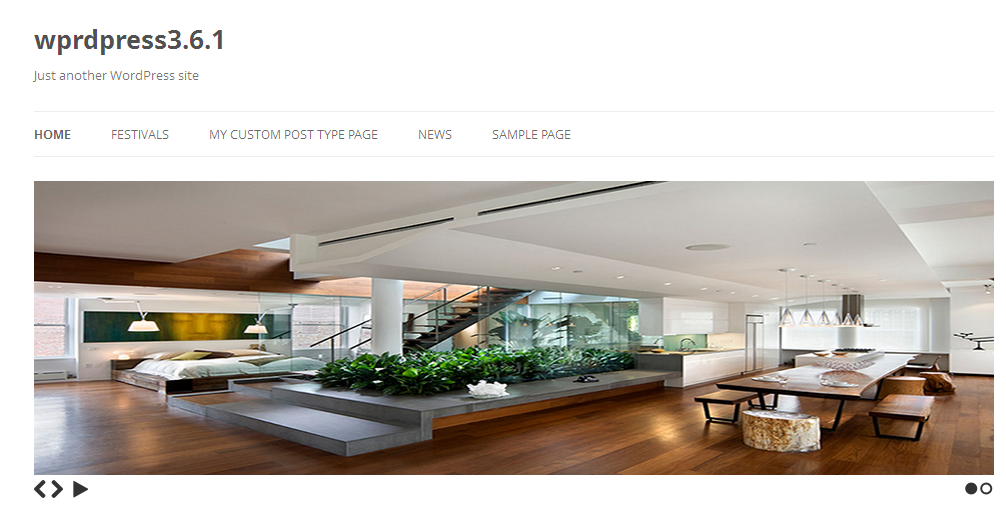 wprdpress3.6.1
Just another WordPress site
HOME FESTIVALS MY CUSTOM POST TYPE PAGE NEWS SAMPLE PAGE